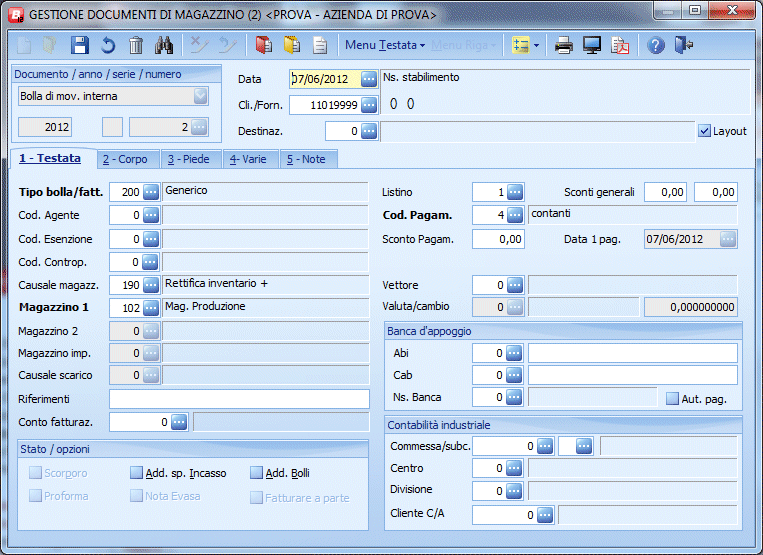 GESTIONE DOCUMENTI DI MAGAZZINO (2) <PROVA - AZIENDA DI PROVA>
Menu Testata Menu Riga
Documento / anno / serie / numero
Bolla di mov. interna
2012 2
Data 07/06/2012 Ns. stabilimento
Cli./Forn. 11019999 0 0
Destinaz. 0 Layout
1 - Testata 2 - Corpo 3 - Piede 4- Varie 5 - Note
Tipo bolla/fatt. 200 Generico
Cod. Agente 0
Cod. Esenzione 0
Cod. Controp. 0
Causale magazz. 190 Rettifica inventario +
Magazzino 1 102 Mag. Produzione
Magazzino 2 0
Magazzino imp. 0
Causale scarico 0
Riferimenti
Conto fatturaz. 0
Stato / opzioni
Scorporo Add. sp. Incasso Add. Bolli
Proforma Nota Evasa Fatturare a parte
Listino 1 Sconti generali 0,00 0,00
Cod. Pagam. 4 contanti
Sconto Pagam. 0,00 Data 1 pag. 07/06/2012
Vettore 0
Valuta/cambio 0 0,000000000
Banca d'appoggio
Abi 0
Cab 0
Ns. Banca 0 Aut. pag.
Contabilità industriale
Commessa/subc. 0
Centro 0
Divisione 0
Cliente C/A 0